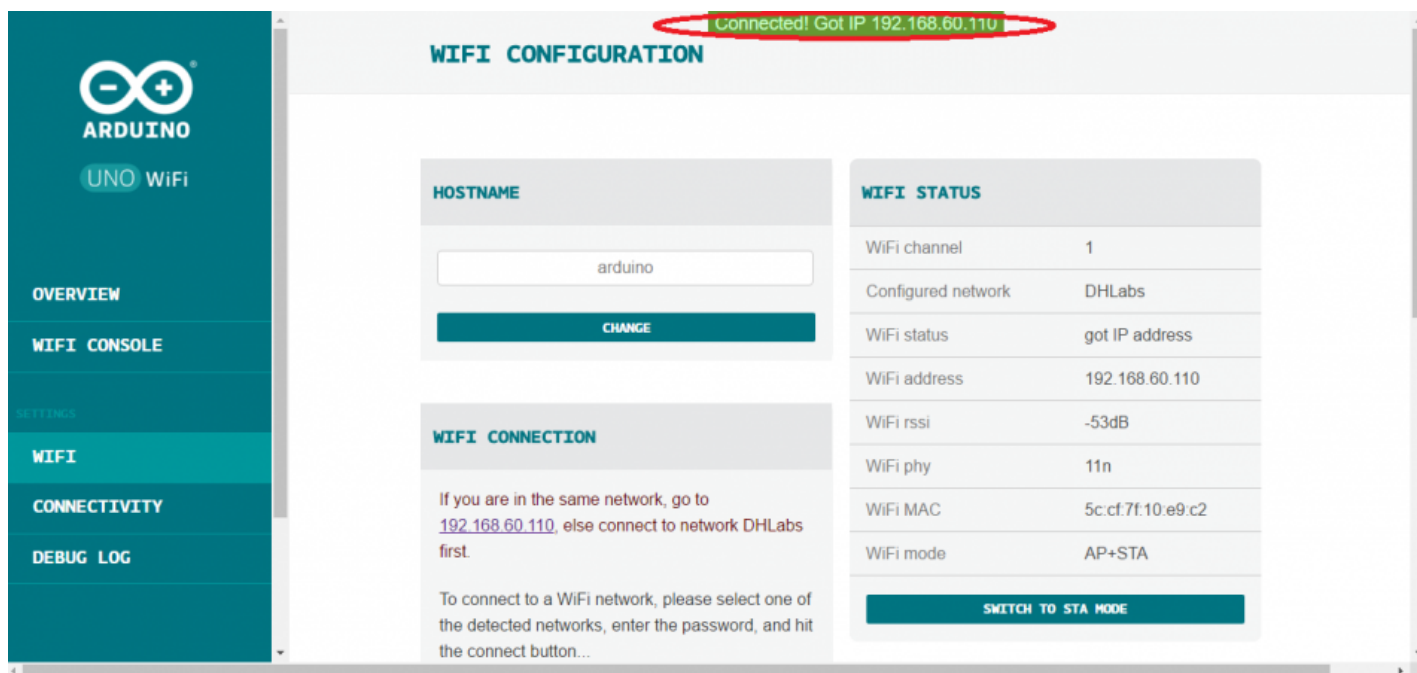 ARDUINO
UNO WiFi
OVERVIEW
WIFI CONSOLE
SETTINGS
WIFI
CONNECTIVITY
DEBUG LOG
Connected! Got IP 192.168.60.110
WIFI CONFIGURATION
HOSTNAME
arduino
CHANGE
WIFI CONNECTION
If you are in the same network, go to
192.168.60.110, else connect to network DHLabs
first.
To connect to a WiFi network, please select one of
the detected networks, enter the password, and hit
the connect button...
WIFI STATUS
WiFi channel 1
Configured network DHLabs
WiFi status got IP address
WiFi address 192.168.60.110
WiFi rssi -53dB
WiFi phy 11n
WiFi MAC 5c:cf:7f:10:e9:c2
WiFi mode AP+STA
SWITCH TO STA MODE